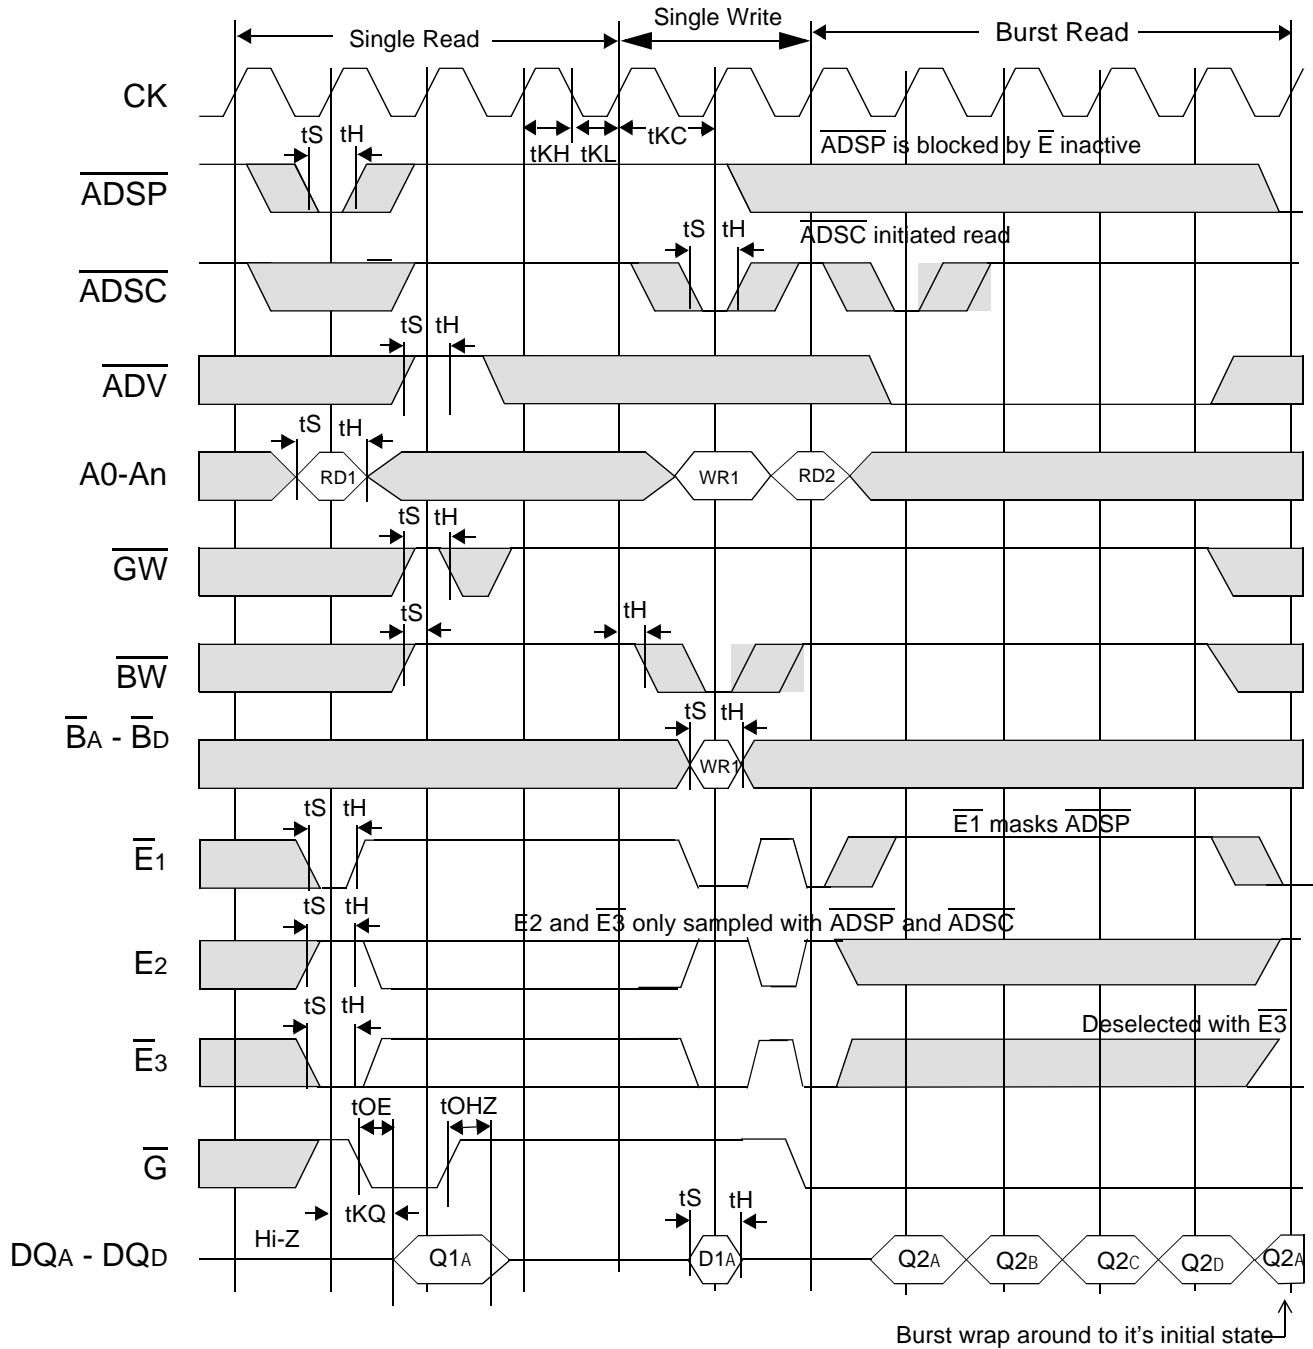 Single Read
Single Write
Burst Read
CK
tS tH
tKH tKL tKC
ADSP is blocked by E inactive
ADSP
tS tH
ADSC initiated read
ADSC
tS tH
ADV
tS tH
A0-An
RD1
WR1
RD2
tS tH
GW
tS
tH
BW
tS tH
BA - BD
WR1
tS tH
E1 masks ADSP
E1
tS tH
E2 and E3 only sampled with ADSP and ADSC
E2
tS tH
Deselected with E3
E3
tOE tOHZ
G
tKQ
tS tH
Hi-Z
DQA - DQD
Q1A
D1A
Q2A
Q2B
Q2C
Q2D
Q2A
Burst wrap around to it's initial state